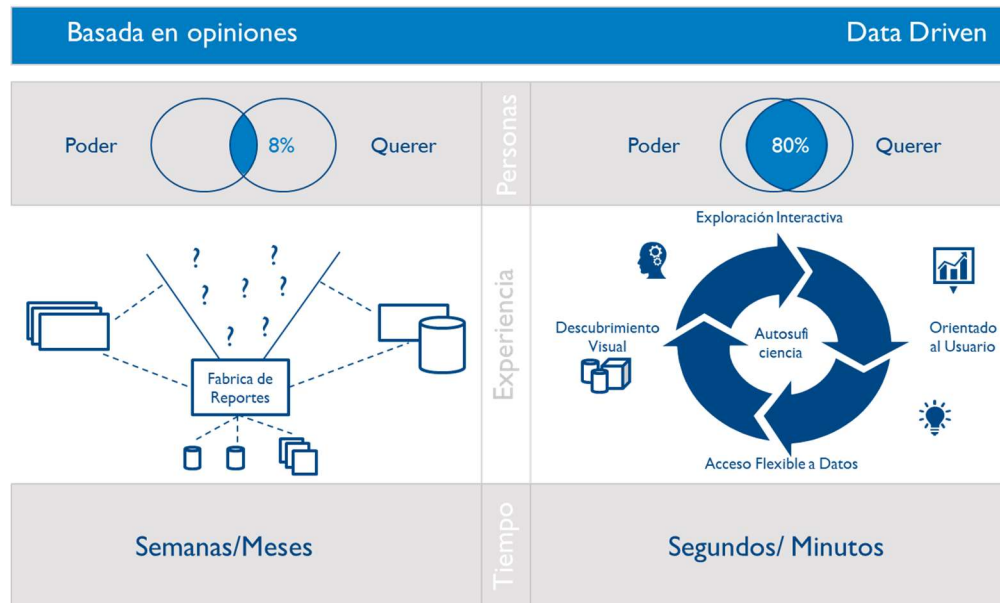 Basada en opiniones
Data Driven
Poder
8%
Querer
Personas
Poder
80%
Querer
? ? ? ? ? ? ?
Fabrica de
Reportes
Experiencia
Exploración Interactiva
Descubrimiento
Visual
Autosufi
ciencia
Orientado
al Usuario
Acceso Flexible a Datos
Semanas/Meses
Tiempo
Segundos/ Minutos